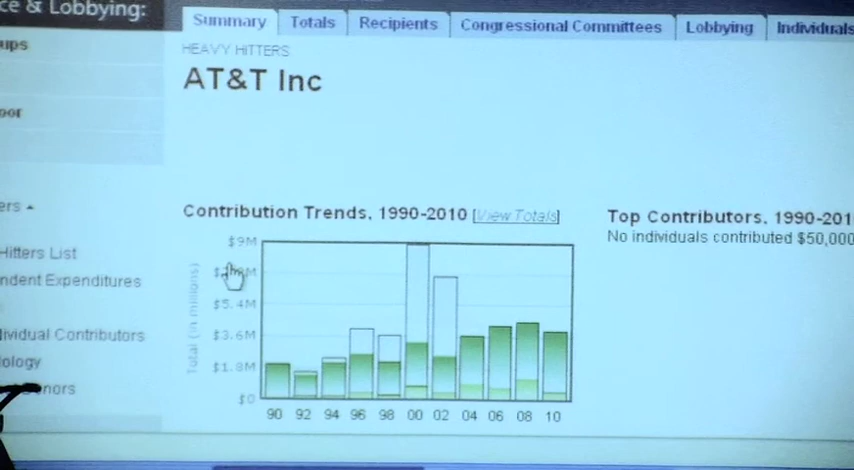 e & Lobbying:
Summary Totals Recipients Congressional Committees Lobbying Individuals
ups
HEAVY HITTERS
AT&T Inc
oor
ers
Contribution Trends, 1990-2010 [View Totals]
Top Contributors, 1990-201
No individuals contributed $50,000
Hitters List
ndent Expenditures
ividual Contributors
ology
nors
Total (in millions)
$9M
$5.4M
$3.6M
$1.8M
$0
90 92 94 96 98 00 02 04 06 08 10